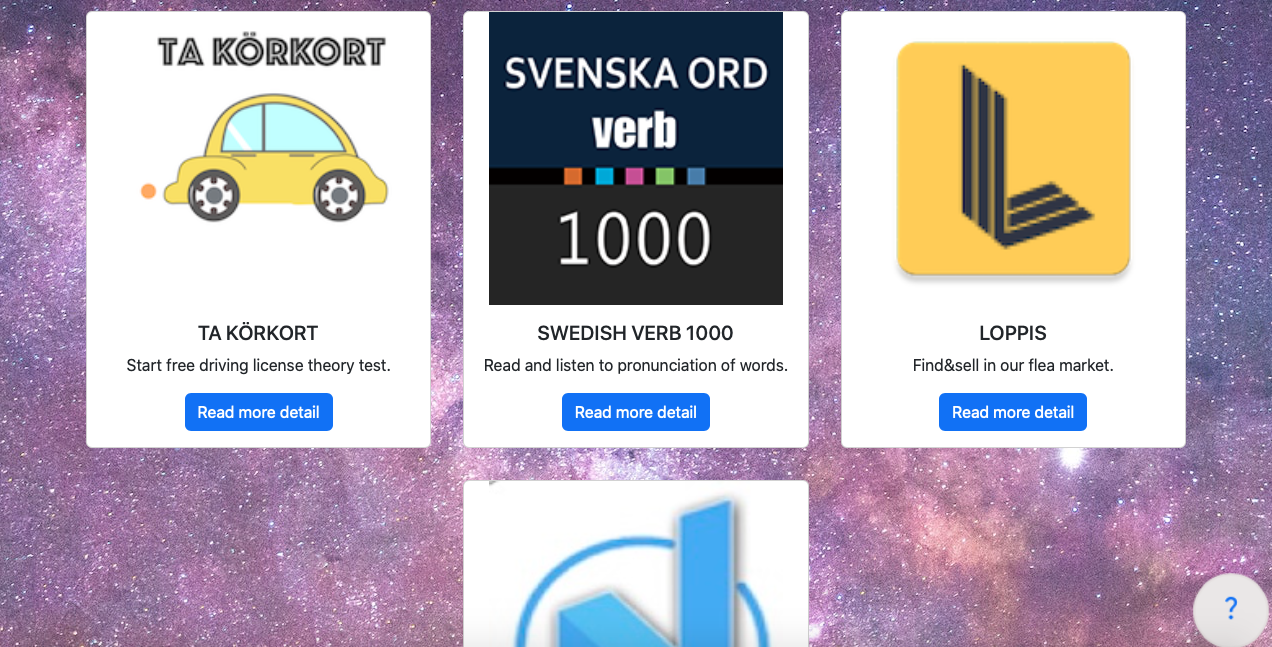 TA KÖRKORT
SVENSKA ORD
verb
1000
TA KÖRKORT
SWEDISH VERB 1000
LOPPIS
Start free driving license theory test.
Read and listen to pronunciation of words.
Find&sell in our flea market.
Read more detail
Read more detail
Read more detail
?